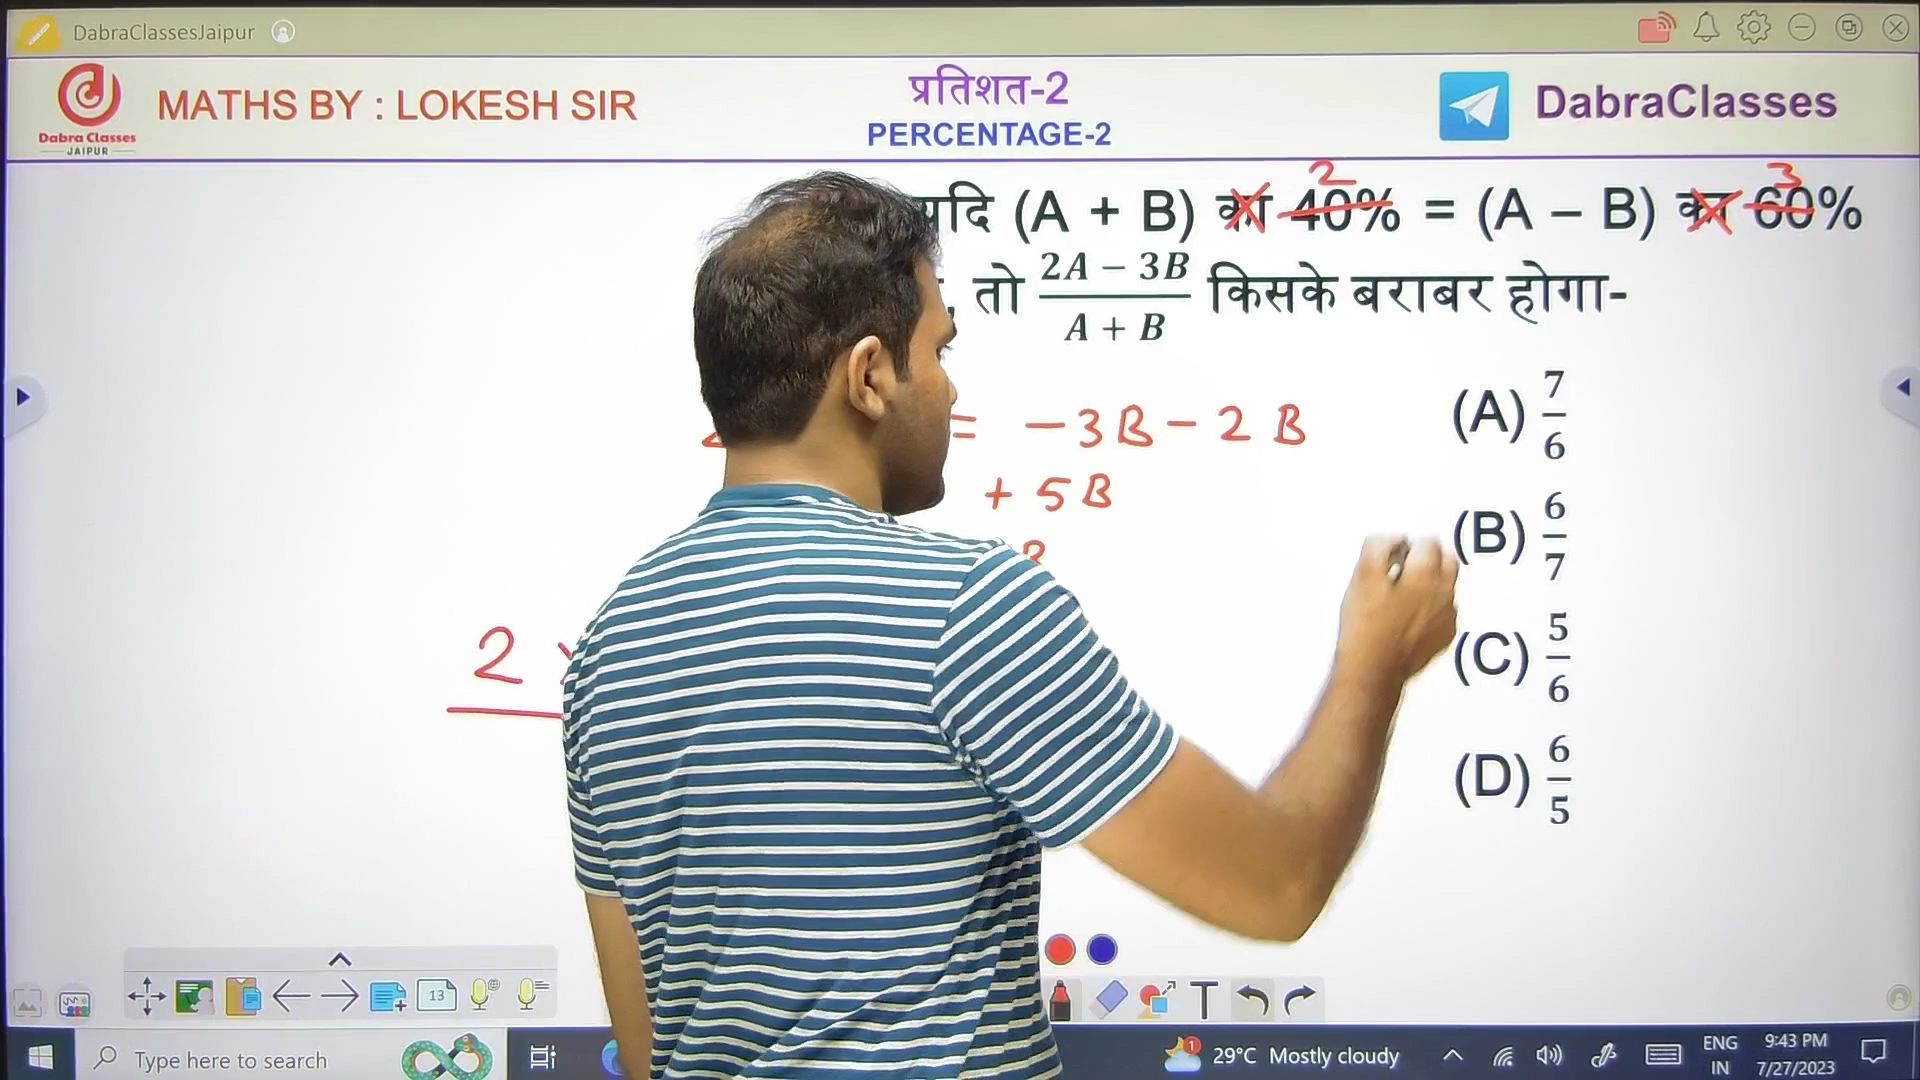 DabraClassesJaipur
Dabra Classes
JAIPUR
MATHS BY : LOKESH SIR
प्रतिशत-2
PERCENTAGE-2
DabraClasses
2 3
यदि (A + B) का 40% = (A – B) का 60%
, तो (2A − 3B)/(A + B) किसके बराबर होगा-
= -3B - 2B
+ 5B
B
2
(A) 7/6
(B) 6/7
(C) 5/6
(D) 6/5
13
T
Type here to search
1
29°C Mostly cloudy
ENG
IN
9:43 PM
7/27/2023